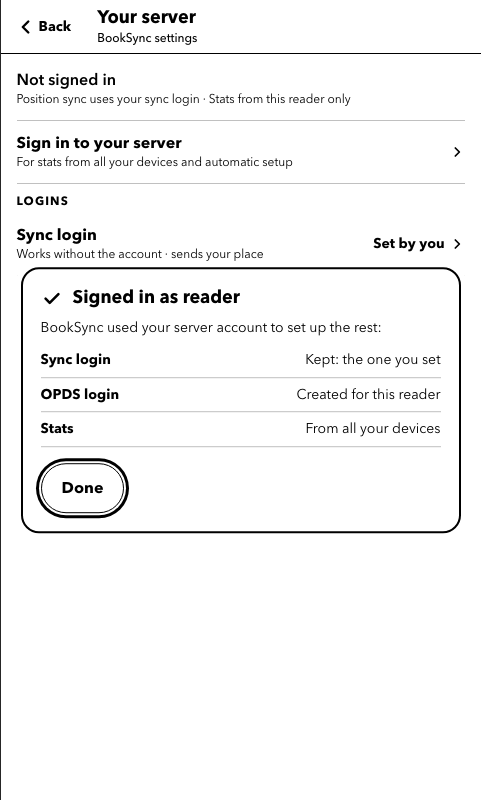 Back
Your server
BookSync settings
Not signed in
Position sync uses your sync login · Stats from this reader only
Sign in to your server
For stats from all your devices and automatic setup
LOGINS
Sync login
Works without the account · sends your place
Set by you
Signed in as reader
BookSync used your server account to set up the rest:
Sync login Kept: the one you set
OPDS login Created for this reader
Stats From all your devices
Done